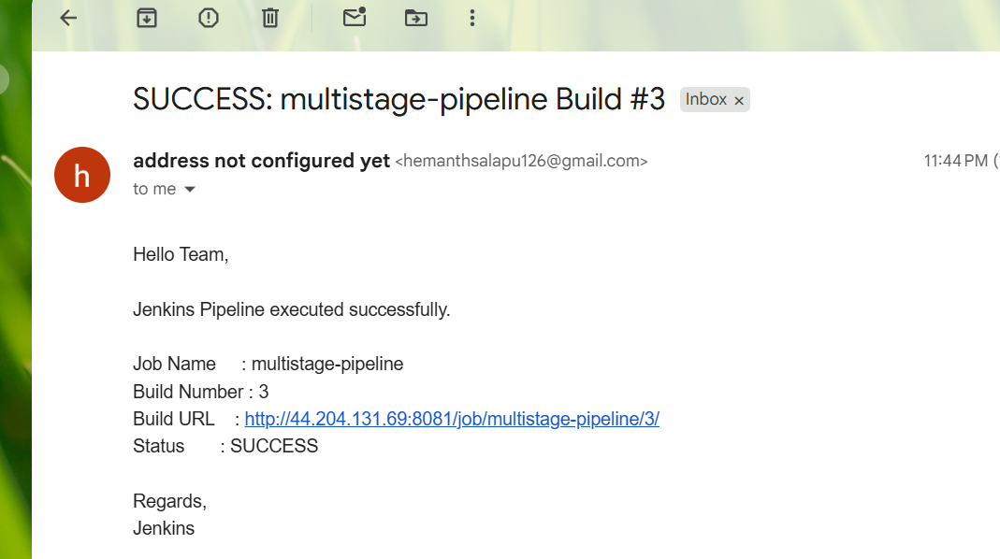 SUCCESS: multistage-pipeline Build #3 Inbox ×
h
address not configured yet <hemanthsalapu126@gmail.com> 11:44 PM (
to me
Hello Team,
Jenkins Pipeline executed successfully.
Job Name : multistage-pipeline
Build Number : 3
Build URL : http://44.204.131.69:8081/job/multistage-pipeline/3/
Status : SUCCESS
Regards,
Jenkins